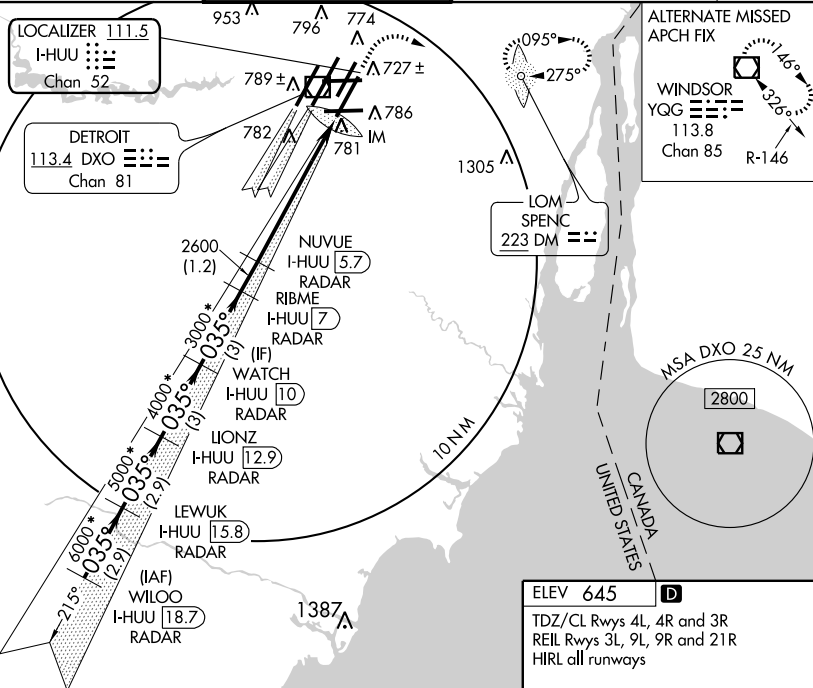 LOCALIZER 111.5
I-HUU
Chan 52
953
796
774
789 ±
727 ±
786
782
781
IM
DETROIT
113.4 DXO
Chan 81
095°
275°
1305
LOM
SPENC
223 DM
ALTERNATE MISSED
APCH FIX
WINDSOR
YQG
113.8
Chan 85
146°
326°
R-146
2600
(1.2)
NUVUE
I-HUU 5.7
RADAR
RIBME
I-HUU 7
RADAR
3000*
035°
(3)
(IF)
WATCH
I-HUU 10
RADAR
4000*
035°
(3)
LIONZ
I-HUU 12.9
RADAR
5000*
035°
(2.9)
LEWUK
I-HUU 15.8
RADAR
6000*
035°
(2.9)
(IAF)
WILOO
I-HUU 18.7
RADAR
215°
10 NM
1387
CANADA
UNITED STATES
MSA DXO 25 NM
2800
ELEV 645 D
TDZ/CL Rwys 4L, 4R and 3R
REIL Rwys 3L, 9L, 9R and 21R
HIRL all runways